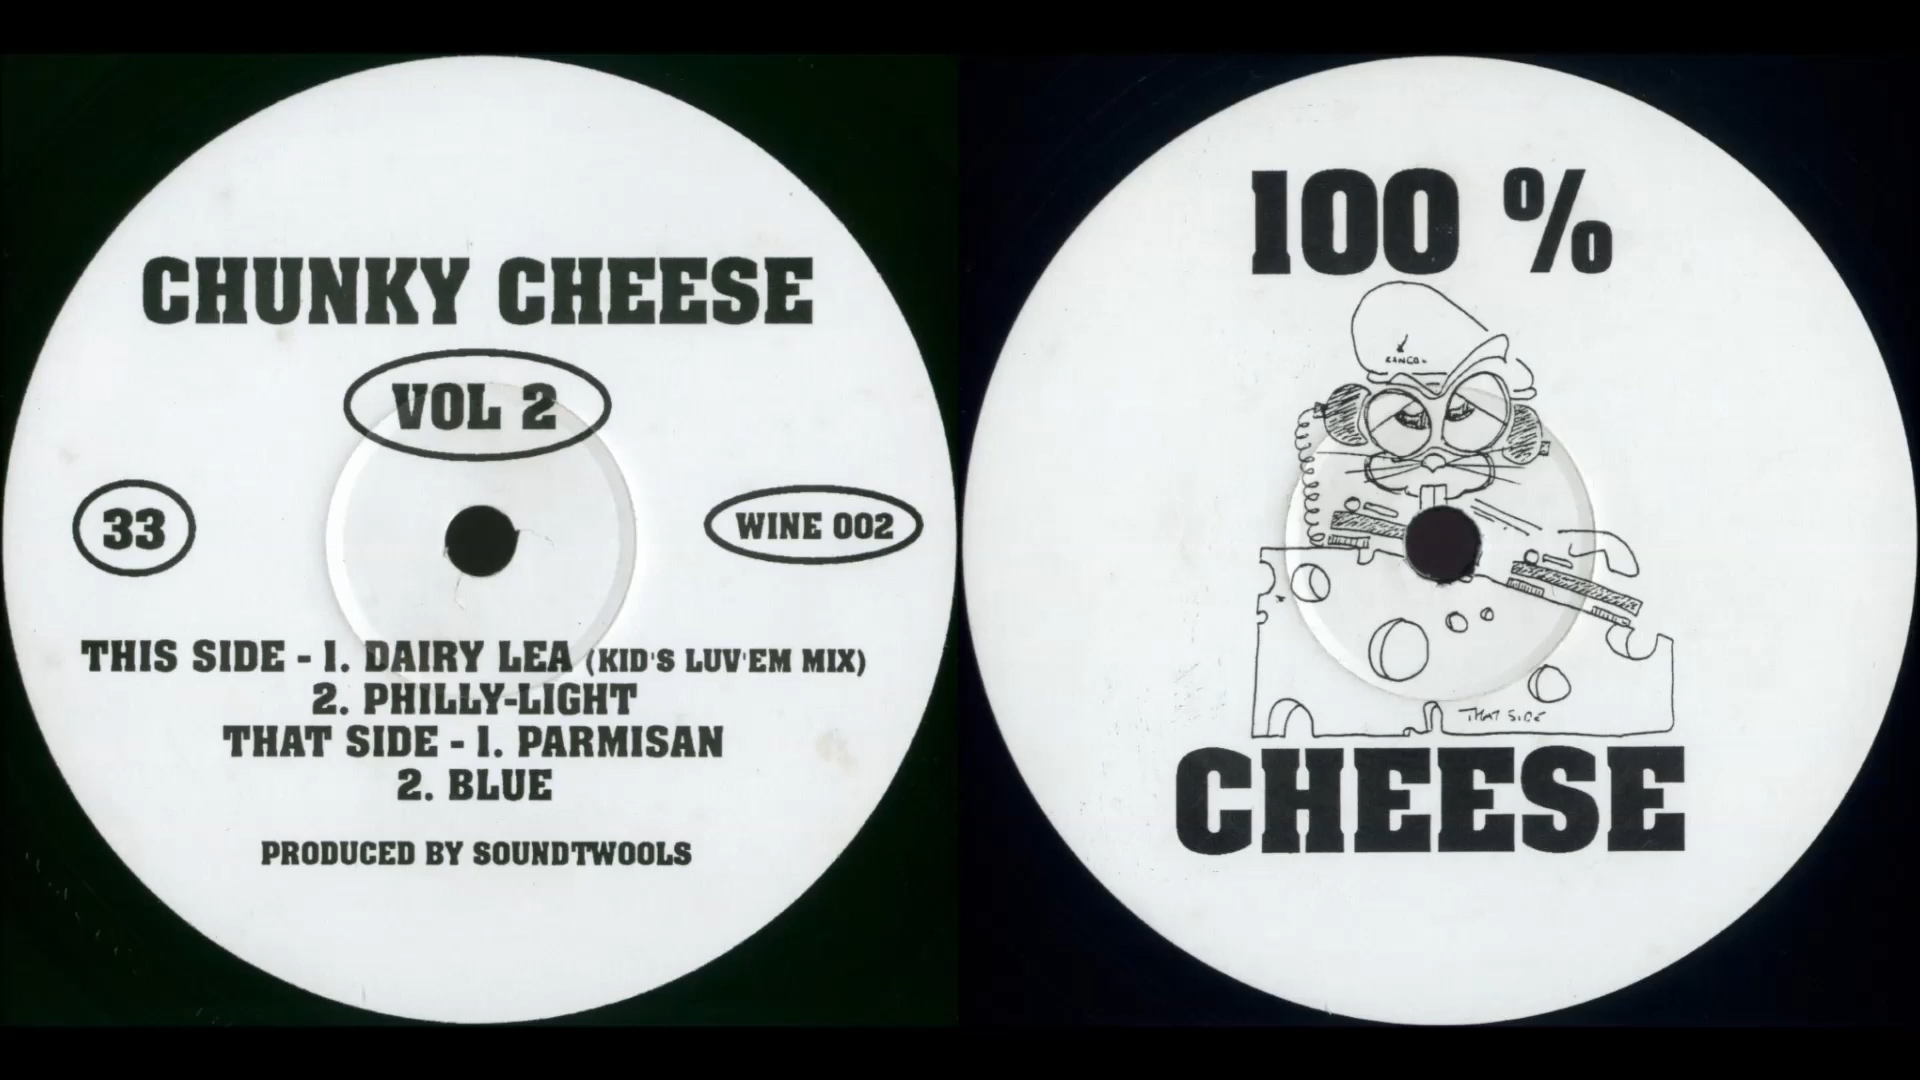 CHUNKY CHEESE
VOL 2
33
WINE 002
THIS SIDE - 1. DAIRY LEA (KID'S LUV'EM MIX)
2. PHILLY-LIGHT
THAT SIDE - 1. PARMISAN
2. BLUE
PRODUCED BY SOUNDTWOOLS
100 %
THAT SIDE
CHEESE